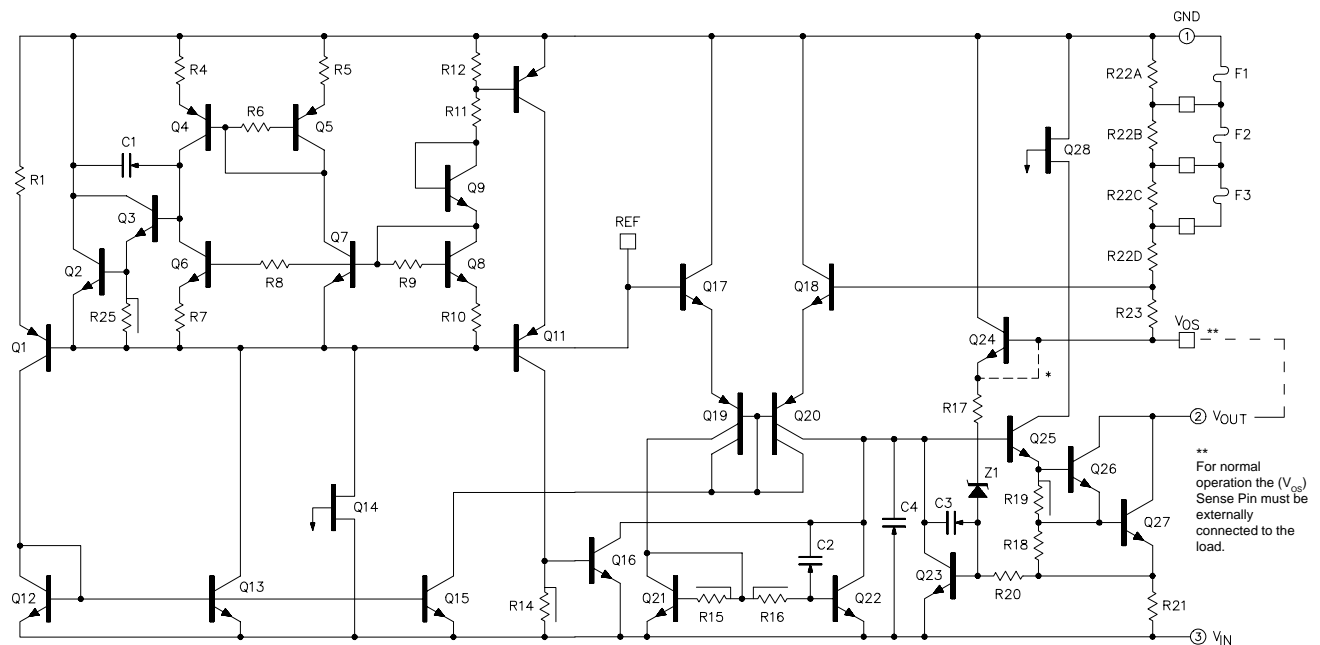 GND
1
R4
R5
R12
R22A
F1
R11
Q4
R6
Q5
C1
Q28
R22B
F2
R1
Q9
R22C
F3
Q3
REF
Q7
Q2
Q6
R8
R9
Q8
R22D
Q17
Q18
R25
R7
R10
R23
Q1
Q11
Q24
VOS
**
*
Q19
Q20
R17
2 VOUT
Q25
**
For normal
operation the (VOS)
Sense Pin must be
externally
connected to the
load.
Q26
Z1
R19
Q14
C4
C3
Q27
Q16
R18
C2
Q23
Q12
Q13
Q15
R14
Q21
R15
R16
Q22
R20
R21
3 VIN